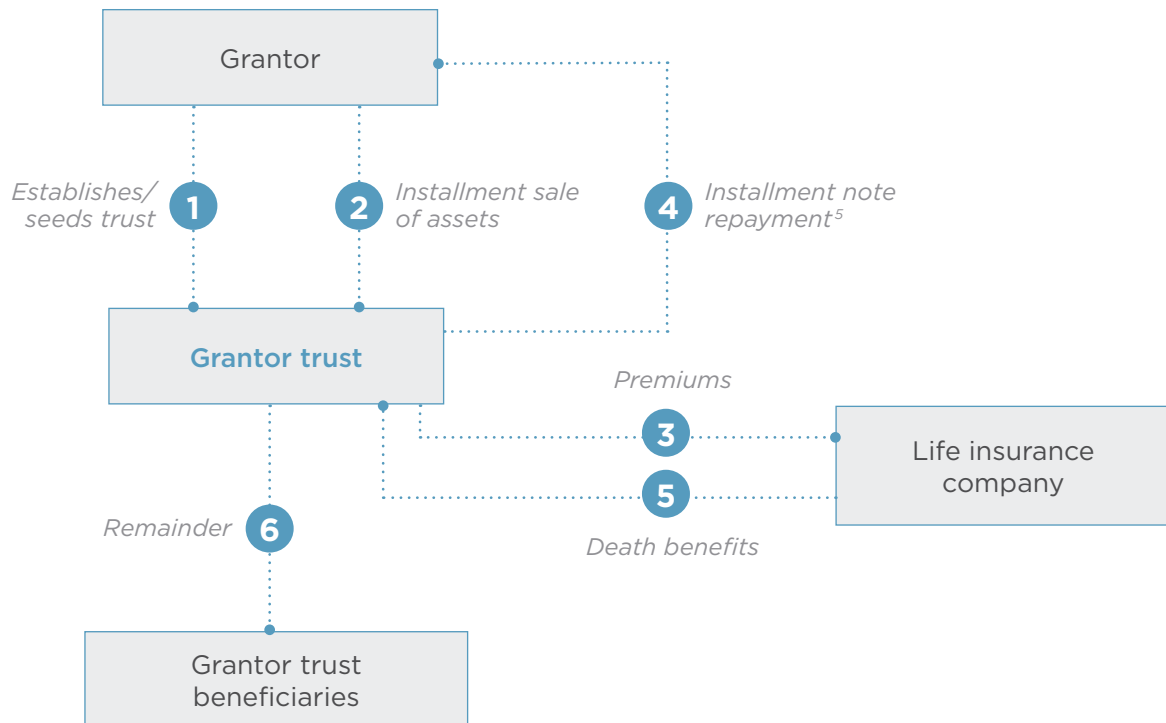 Grantor
Establishes/
seeds trust
1
2
Installment sale
of assets
4
Installment note
repayment⁵
Grantor trust
Premiums
3
Life insurance
company
5
Death benefits
Remainder
6
Grantor trust
beneficiaries